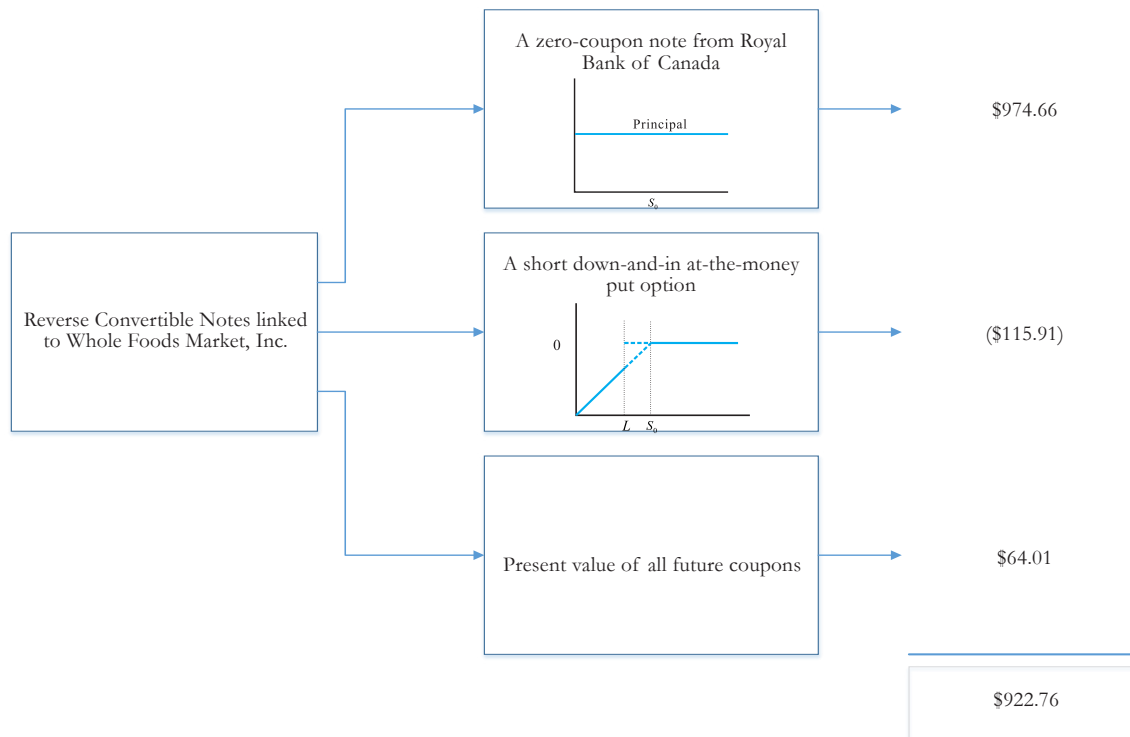 A zero-coupon note from Royal
Bank of Canada
Principal
S₀
$974.66
Reverse Convertible Notes linked
to Whole Foods Market, Inc.
A short down-and-in at-the-money
put option
0
L S₀
($115.91)
Present value of all future coupons
$64.01
$922.76